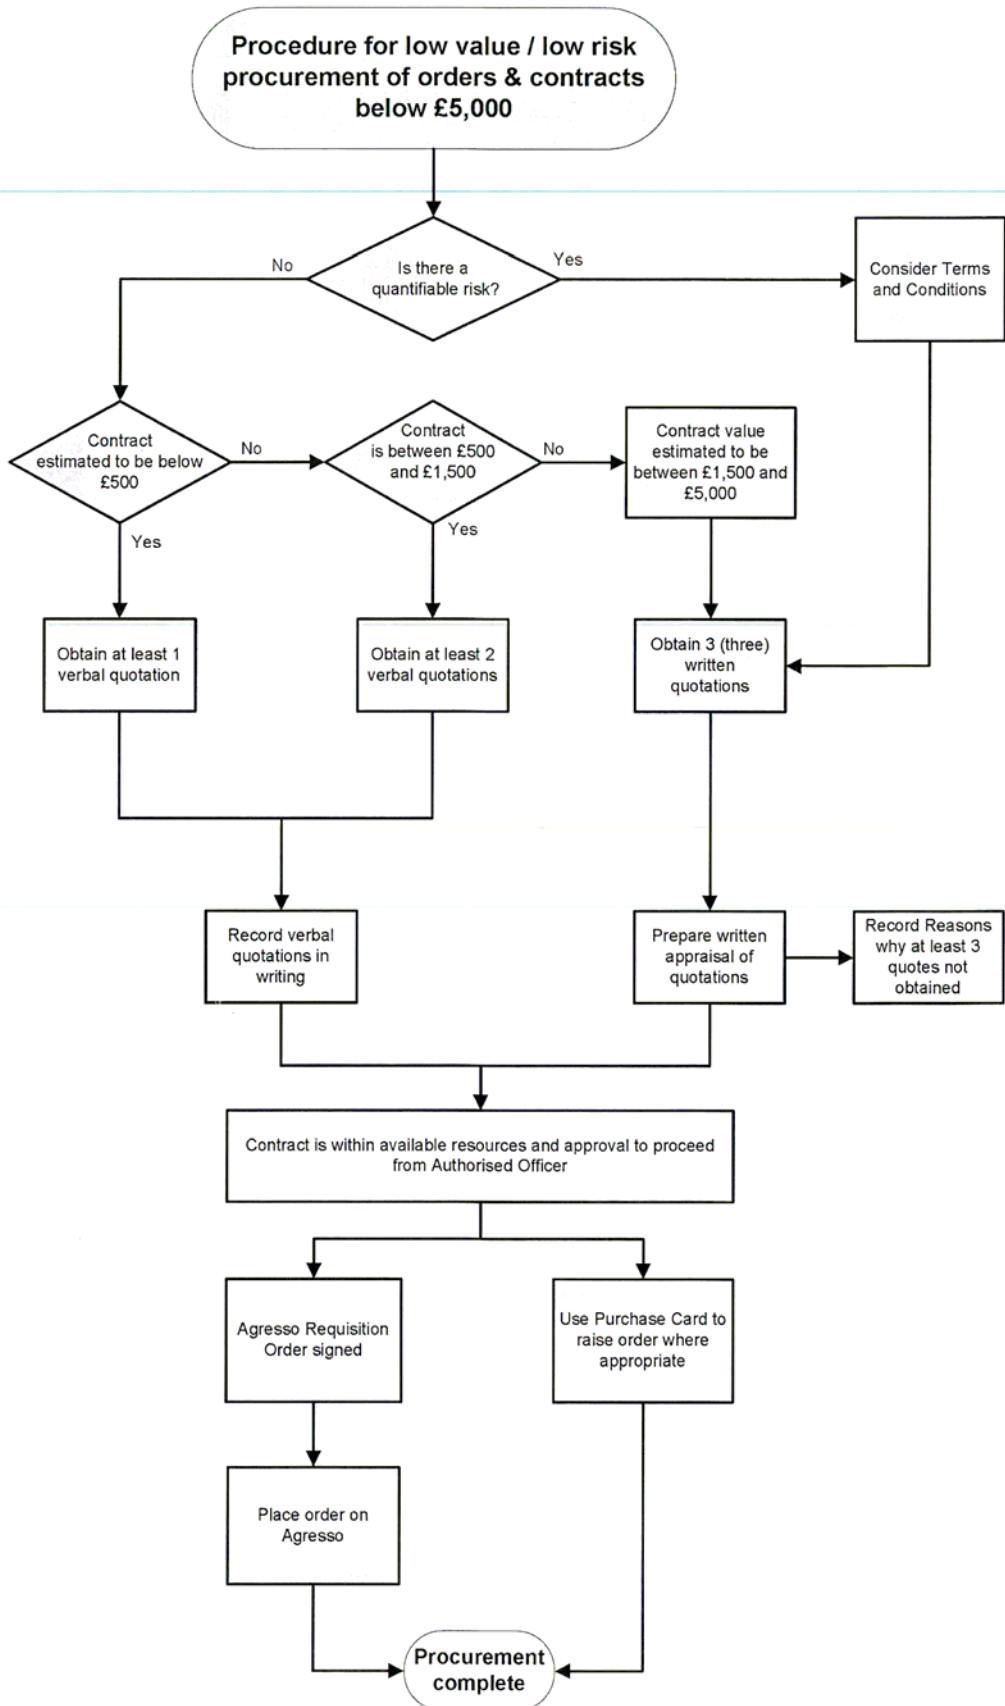 Procedure for low value / low risk
procurement of orders & contracts
below £5,000
No
Is there a
quantifiable risk?
Yes
Consider Terms
and Conditions
Contract
estimated to be below
£500
No
Contract
is between £500
and £1,500
No
Contract value
estimated to be
between £1,500 and
£5,000
Yes
Yes
Obtain at least 1
verbal quotation
Obtain at least 2
verbal quotations
Obtain 3 (three)
written
quotations
Record verbal
quotations in
writing
Prepare written
appraisal of
quotations
Record Reasons
why at least 3
quotes not
obtained
Contract is within available resources and approval to proceed
from Authorised Officer
Agresso Requisition
Order signed
Use Purchase Card to
raise order where
appropriate
Place order on
Agresso
Procurement
complete